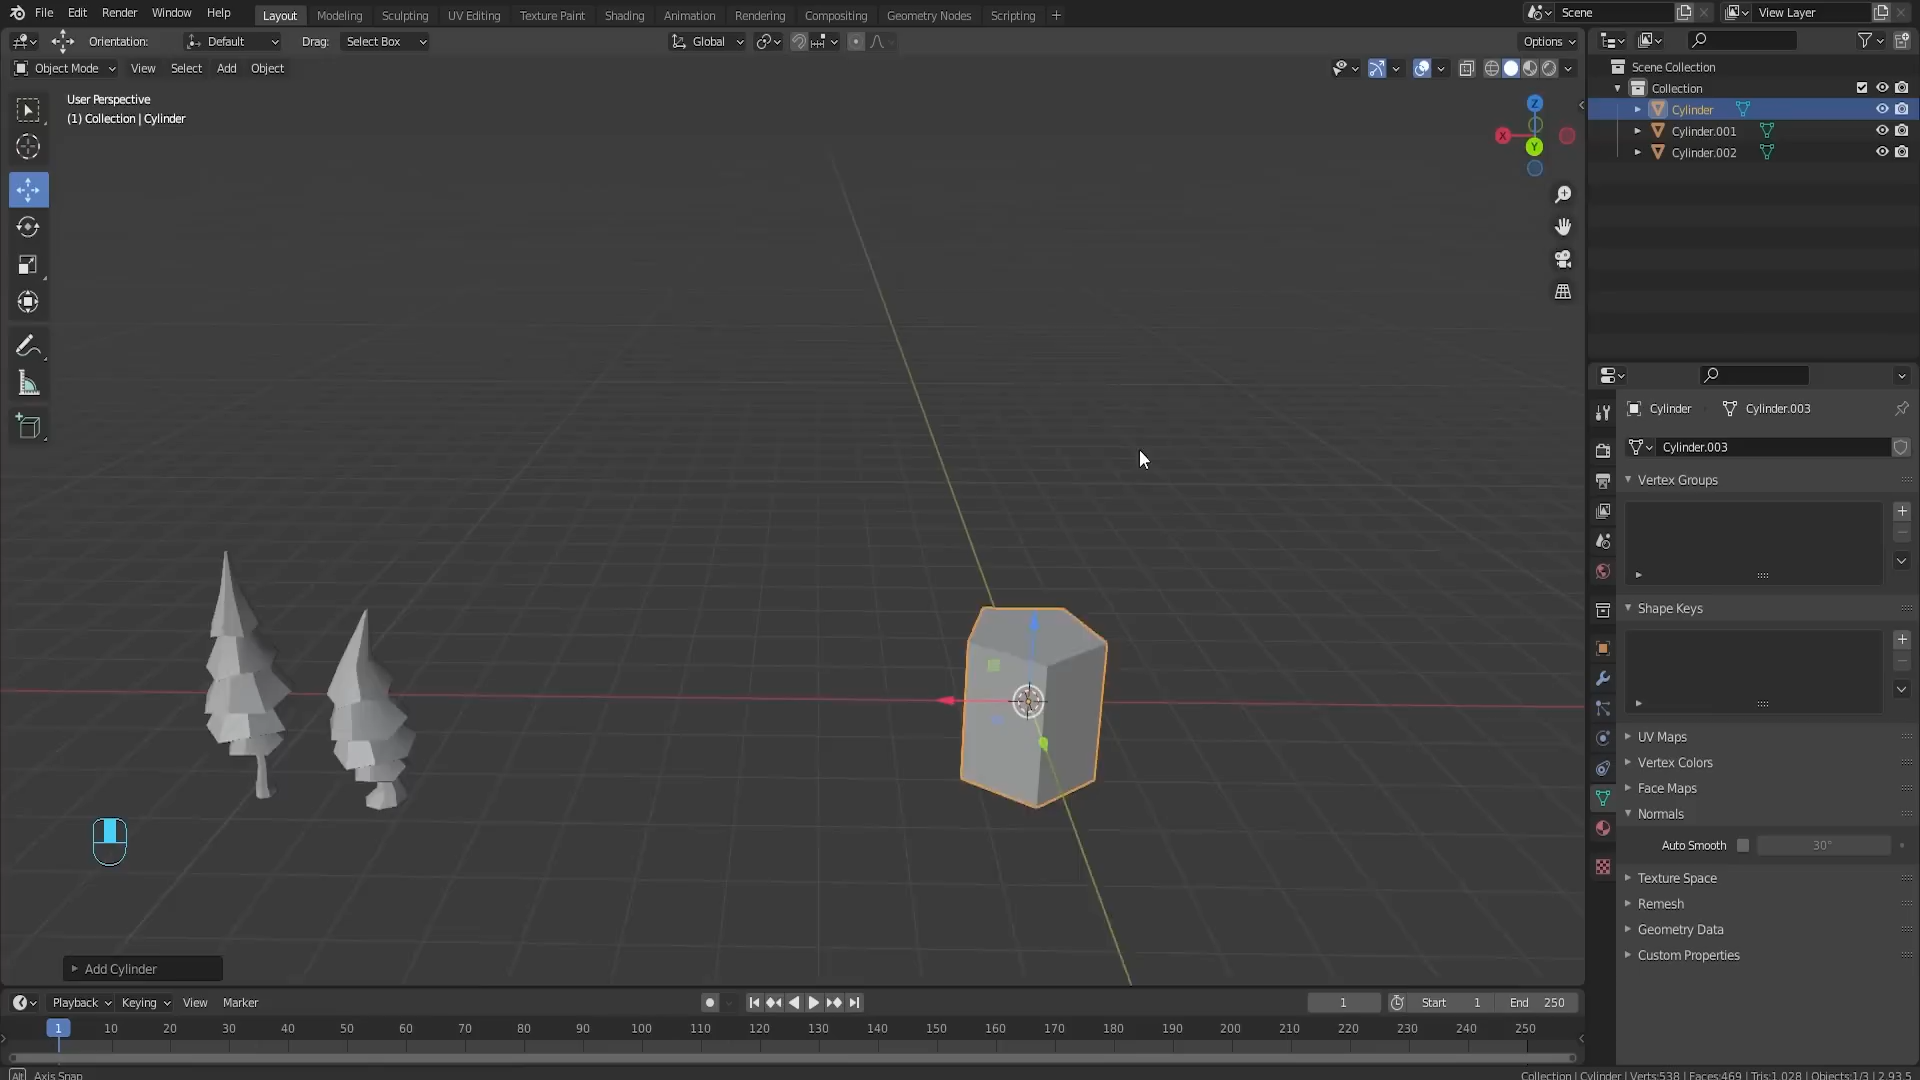 File Edit Render Window Help Layout Modeling Sculpting UV Editing Texture Paint Shading Animation Rendering Compositing Geometry Nodes Scripting + Scene View Layer
Orientation: Default Drag: Select Box Global Options
Object Mode View Select Add Object
User Perspective
(1) Collection | Cylinder
Z
X
Y
Scene Collection
Collection
Cylinder
Cylinder.001
Cylinder.002
Cylinder Cylinder.003
Cylinder.003
Vertex Groups
Shape Keys
UV Maps
Vertex Colors
Face Maps
Normals
Auto Smooth 30°
Texture Space
Remesh
Geometry Data
Custom Properties
Add Cylinder
Playback Keying View Marker 1 Start 1 End 250
1 10 20 30 40 50 60 70 80 90 100 110 120 130 140 150 160 170 180 190 200 210 220 230 240 250
Alt Axis Snap Collection | Cylinder | Verts:538 | Faces:469 | Tris:1,028 | Objects:1/3 | 2.93.5